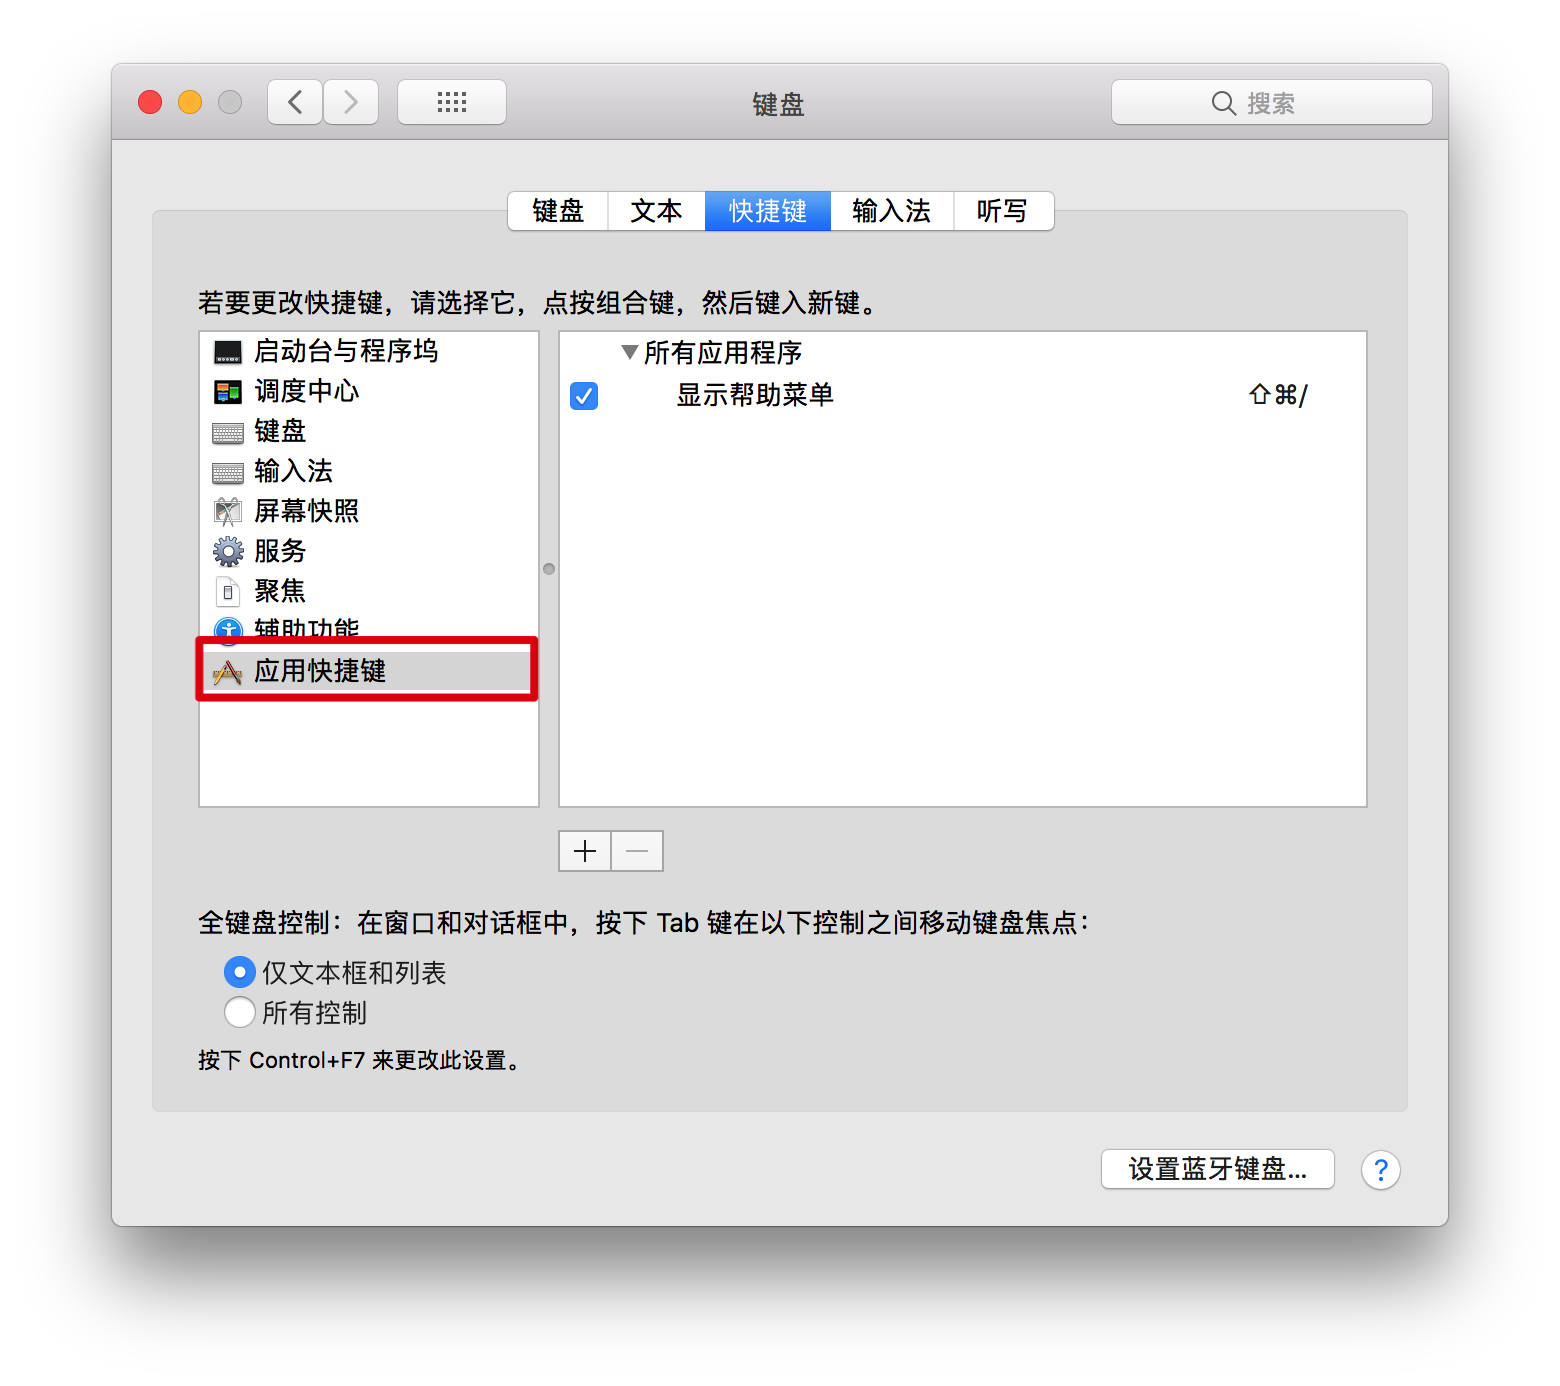 键盘
搜索
键盘 文本 快捷键 输入法 听写
若要更改快捷键，请选择它，点按组合键，然后键入新键。
启动台与程序坞
调度中心
键盘
输入法
屏幕快照
服务
聚焦
辅助功能
应用快捷键
所有应用程序
显示帮助菜单 ⇧⌘/
全键盘控制：在窗口和对话框中，按下 Tab 键在以下控制之间移动键盘焦点：
仅文本框和列表
所有控制
按下 Control+F7 来更改此设置。
设置蓝牙键盘...
?